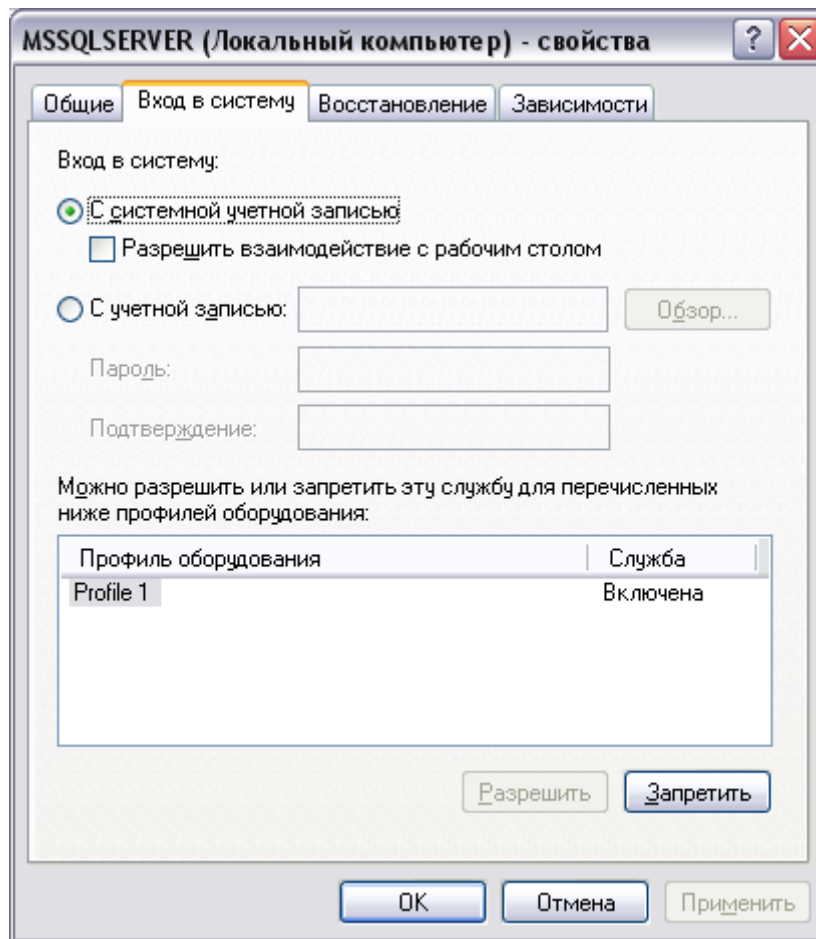 MSSQLSERVER (Локальный компьютер) - свойства
Общие Вход в систему Восстановление Зависимости
Вход в систему:
С системной учетной записью
Разрешить взаимодействие с рабочим столом
С учетной записью: Обзор...
Пароль:
Подтверждение:
Можно разрешить или запретить эту службу для перечисленных
ниже профилей оборудования:
Профиль оборудования Служба
Profile 1 Включена
Разрешить Запретить
OK Отмена Применить